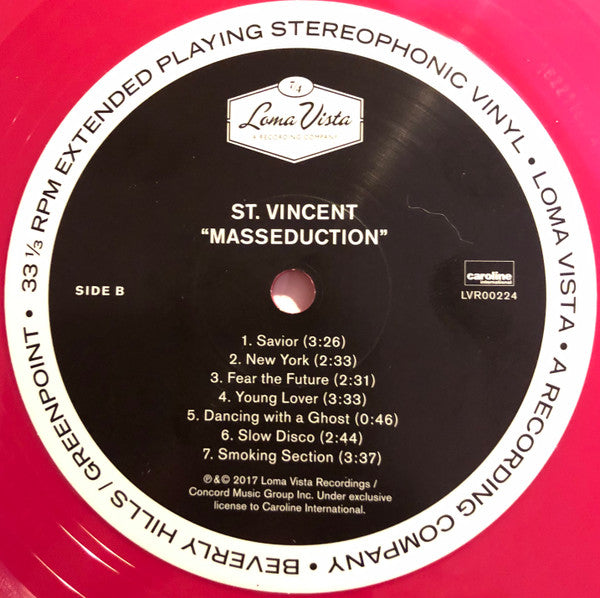 33 ⅓ RPM EXTENDED PLAYING STEREOPHONIC VINYL • LOMA VISTA • A RECORDING COMPANY • BEVERLY HILLS / GREENPOINT •
74
Loma Vista
A RECORDING COMPANY
ST. VINCENT
“MASSEDUCTION”
SIDE B
caroline
international
LVR00224
1. Savior (3:26)
2. New York (2:33)
3. Fear the Future (2:31)
4. Young Lover (3:33)
5. Dancing with a Ghost (0:46)
6. Slow Disco (2:44)
7. Smoking Section (3:37)
℗&© 2017 Loma Vista Recordings /
Concord Music Group Inc. Under exclusive
license to Caroline International.